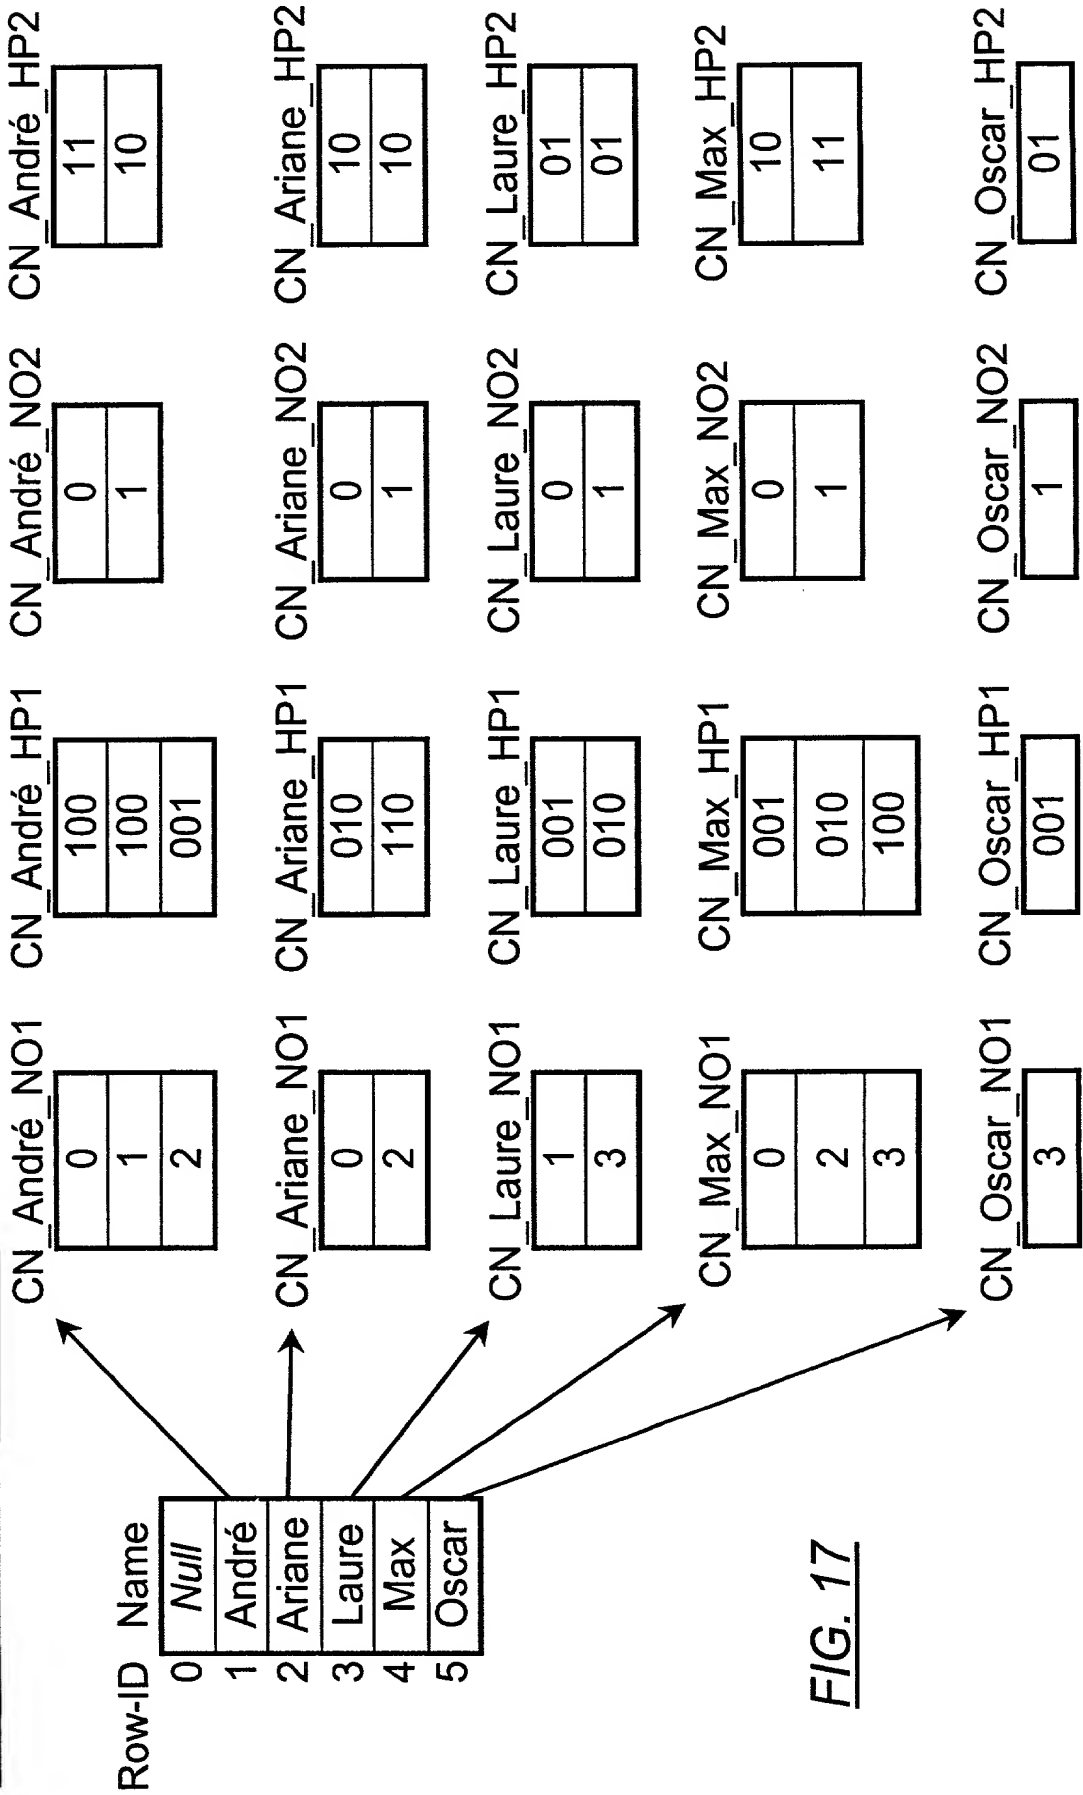 Row-ID Name
0 Null
1 André
2 Ariane
3 Laure
4 Max
5 Oscar
CN_André_NO1 CN_André_HP1 CN_André_NO2 CN_André_HP2
0 100 0 11
1 100 1 10
2 001
CN_Ariane_NO1 CN_Ariane_HP1 CN_Ariane_NO2 CN_Ariane_HP2
0 010 0 10
2 110 1 10
CN_Laure_NO1 CN_Laure_HP1 CN_Laure_NO2 CN_Laure_HP2
1 001 0 01
3 010 1 01
CN_Max_NO1 CN_Max_HP1 CN_Max_NO2 CN_Max_HP2
0 001 0 10
2 010 1 11
3 100
CN_Oscar_NO1 CN_Oscar_HP1 CN_Oscar_NO2 CN_Oscar_HP2
3 001 1 01
FIG. 17